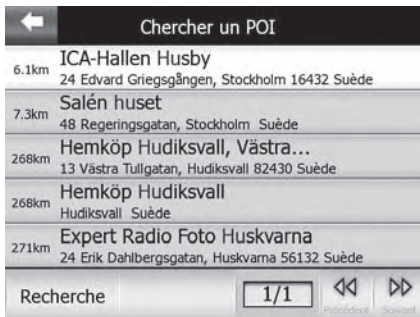 Chercher un POI
6.1km ICA-Hallen Husby
24 Edvard Griegsgången, Stockholm 16432 Suède
7.3km Salén huset
48 Regeringsgatan, Stockholm Suède
268km Hemköp Hudiksvall, Västra...
13 Västra Tullgatan, Hudiksvall 82430 Suède
268km Hemköp Hudiksvall
Hudiksvall Suède
271km Expert Radio Foto Huskvarna
24 Erik Dahlbergsgatan, Huskvarna 56132 Suède
Recherche 1/1 Précédent Suivant